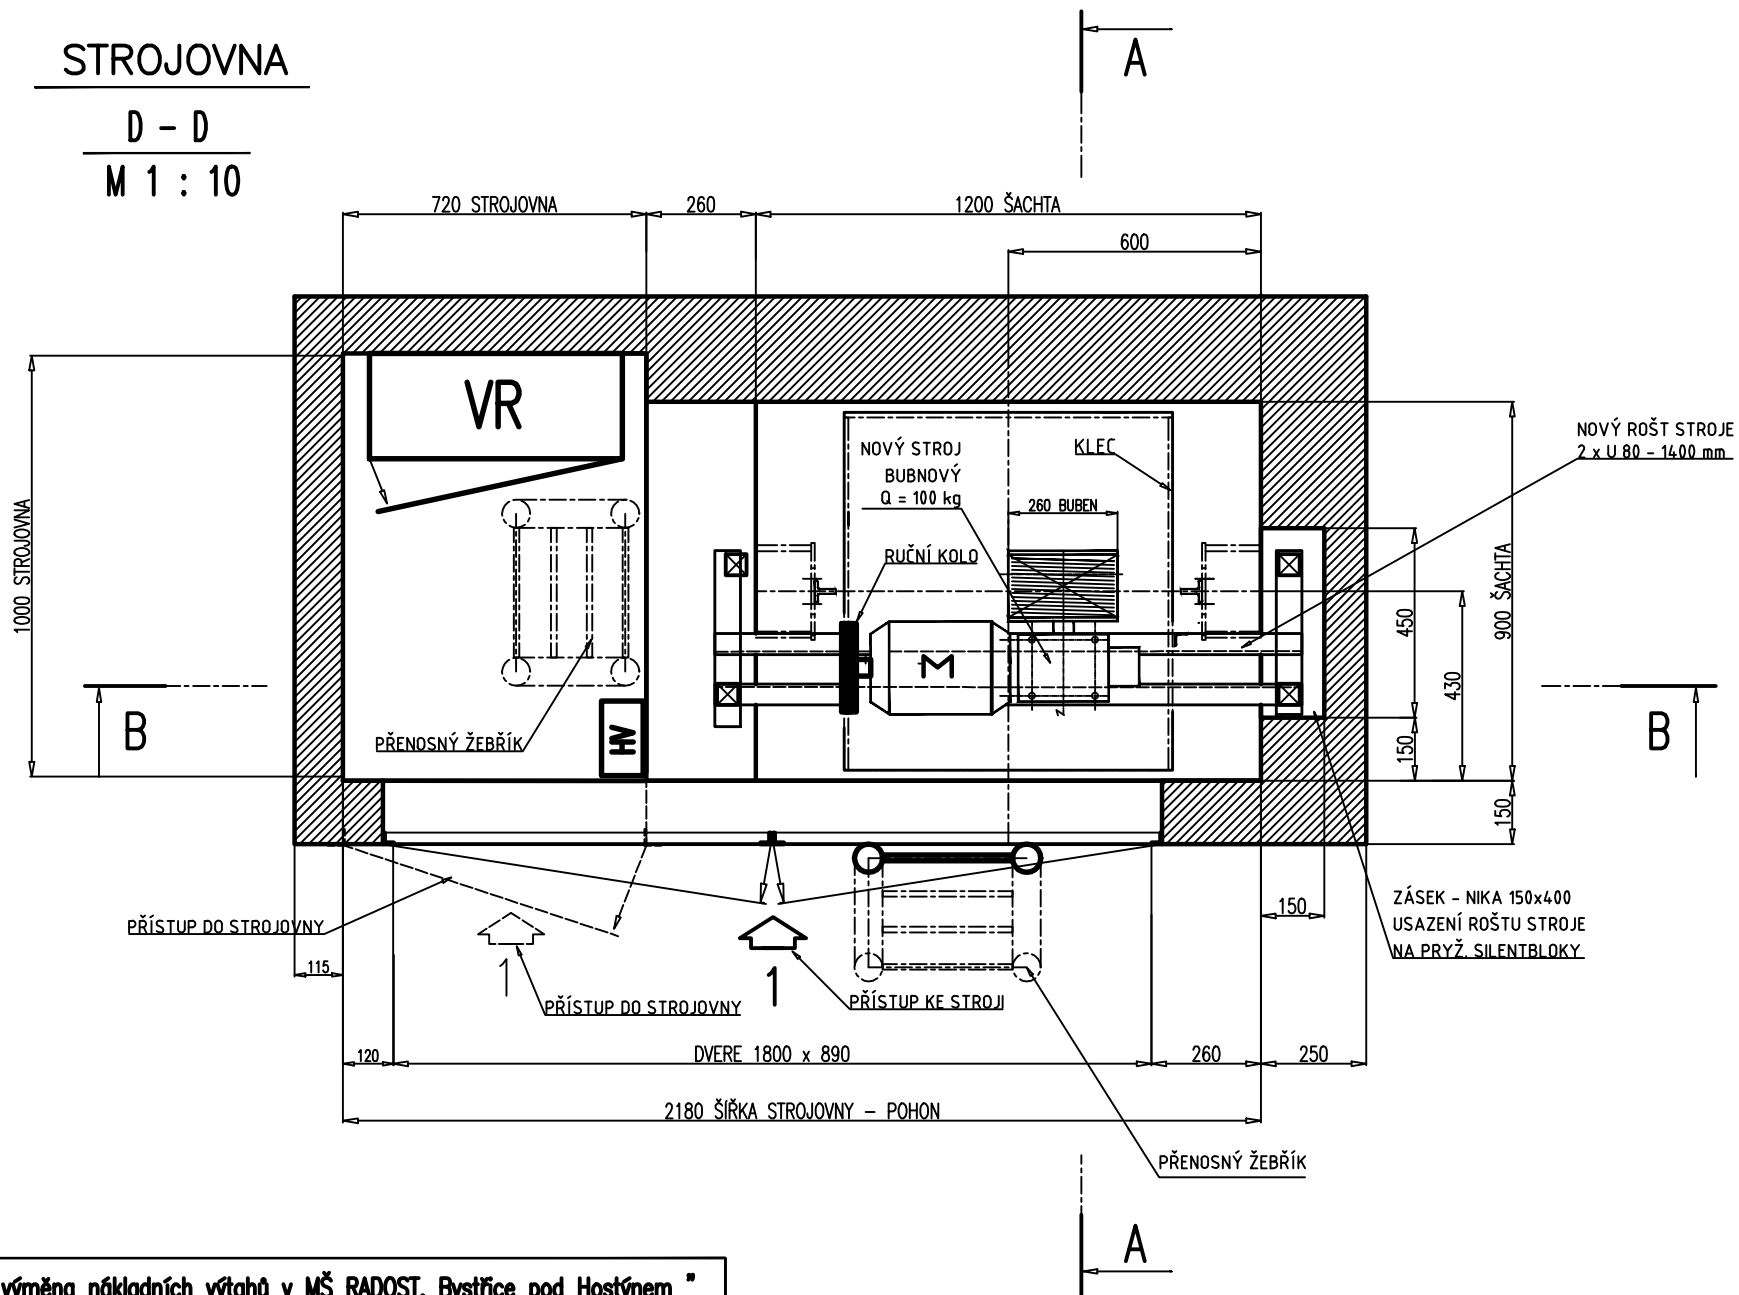 STROJOVNA
D - D
M 1 : 10
A
720 STROJOVNA
260
1200 ŠACHTA
600
VR
NOVÝ STROJ
BUBNOVÝ
Q = 100 kg
KLEC
NOVÝ ROŠT STROJE
2 x U 80 - 1400 mm
260 BUBEN
RUČNÍ KOLO
1000 STROJOVNA
900 ŠACHTA
450
430
M
B
B
HV
PŘENOSNÝ ŽEBŘÍK
150
150
PŘÍSTUP DO STROJOVNY
150
ZÁSEK - NIKA 150x400
USAZENÍ ROŠTU STROJE
NA PRYŽ. SILENTBLOKY
115
1
1
PŘÍSTUP DO STROJOVNY
PŘÍSTUP KE STROJI
120
DVERE 1800 x 890
260
250
2180 ŠÍŘKA STROJOVNY - POHON
PŘENOSNÝ ŽEBŘÍK
A
výměna nákladních výtahů v MŠ RADOST, Bystřice pod Hostýnem "